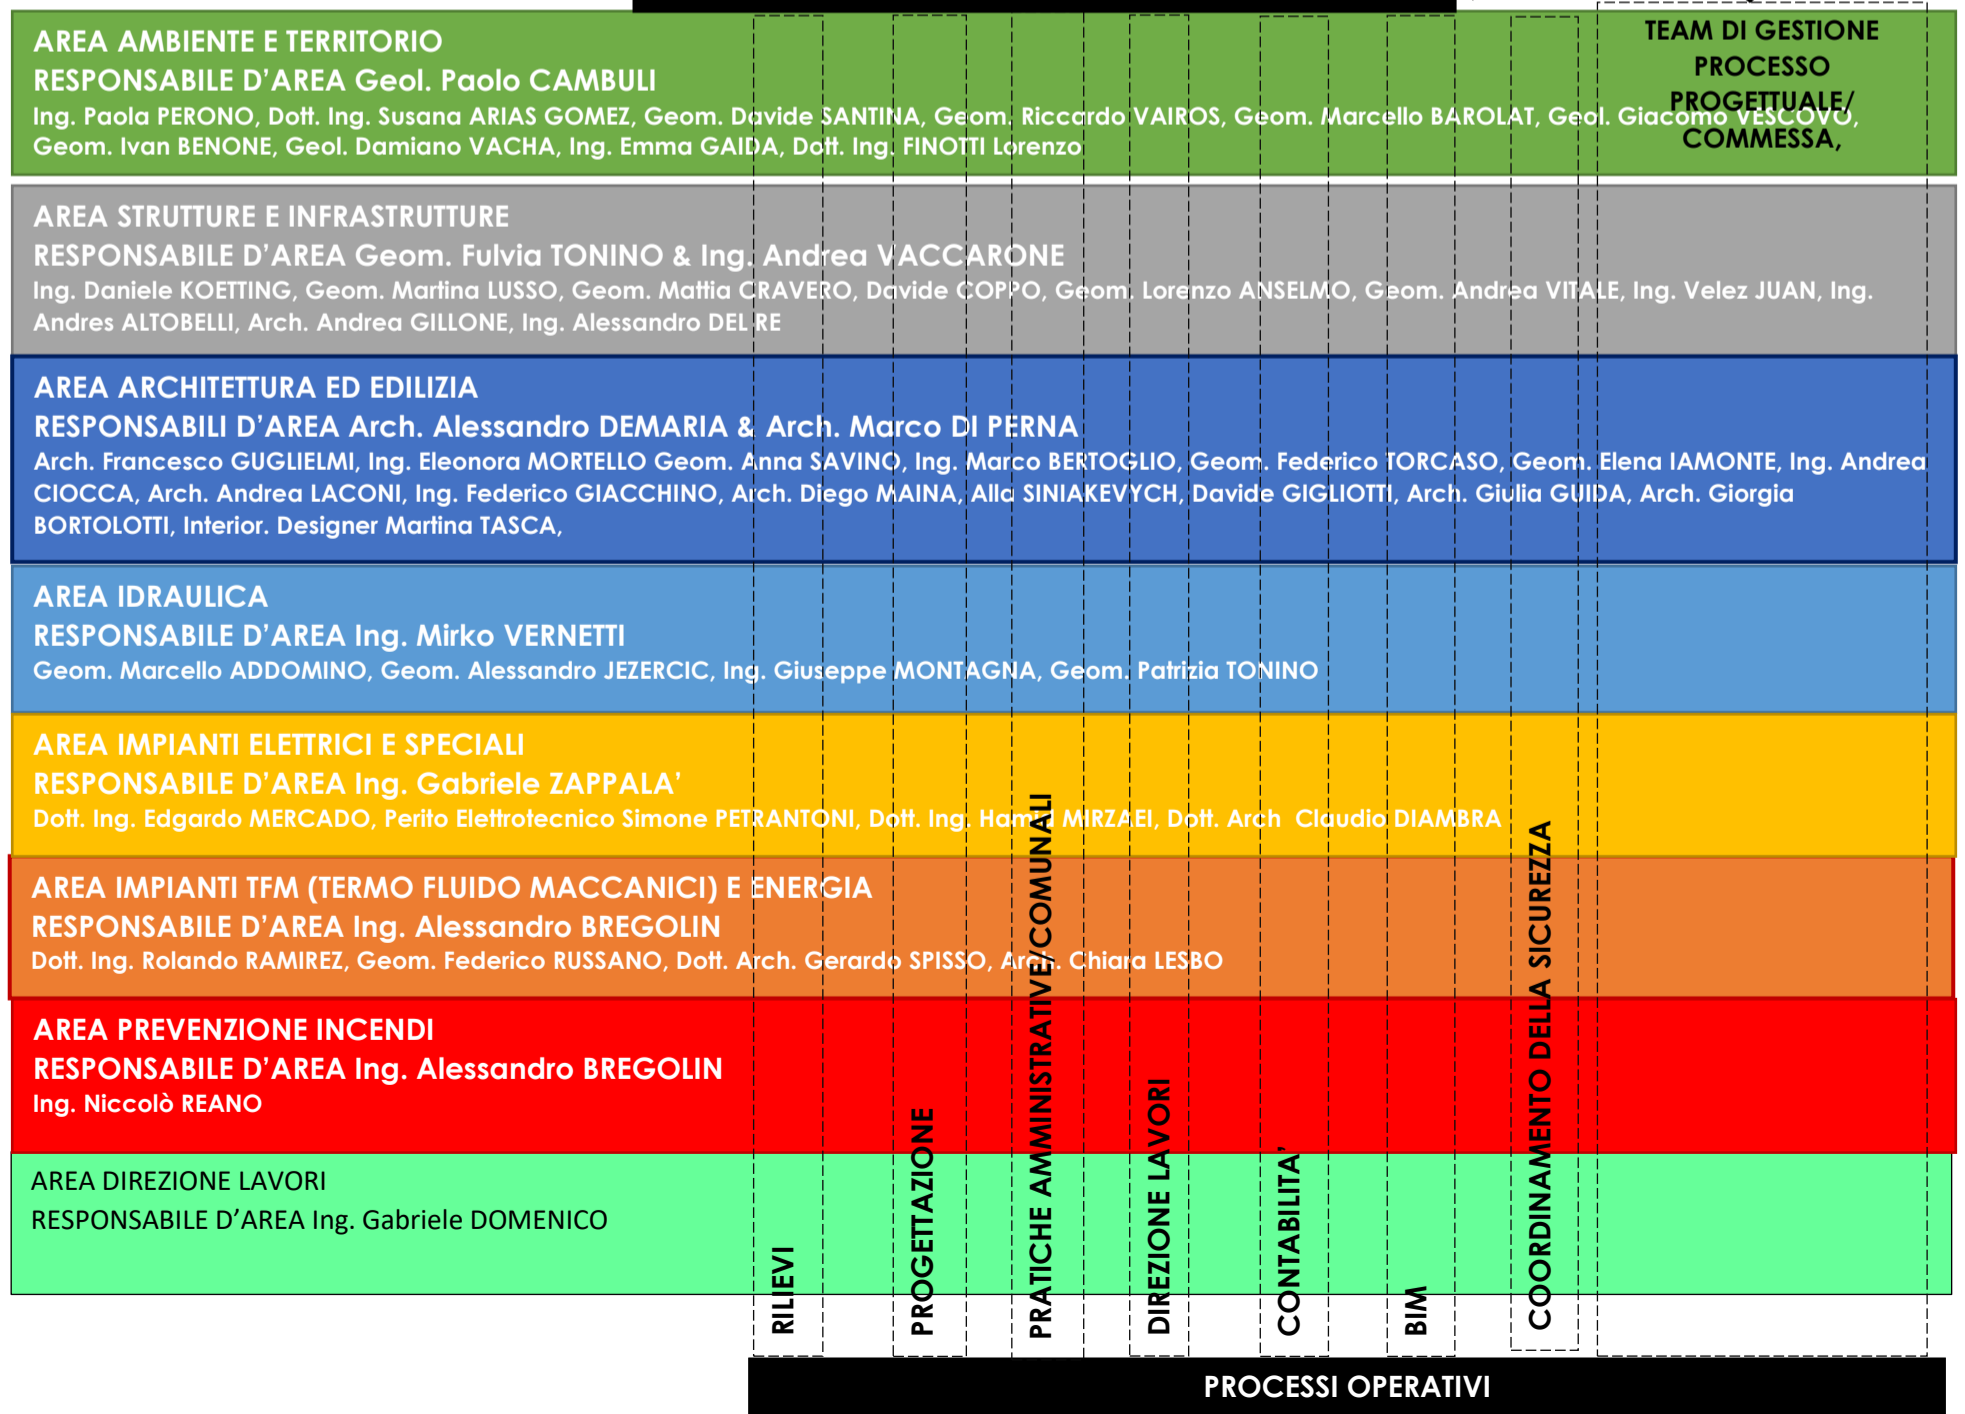 AREA AMBIENTE E TERRITORIO
RESPONSABILE D'AREA Geol. Paolo CAMBULI
Ing. Paola PERONO, Dott. Ing. Susana ARIAS GOMEZ, Geom. Davide SANTINA, Geom. Riccardo VAIROS, Geom. Marcello BAROLAT, Geol. Giacomo VESCOVO,
Geom. Ivan BENONE, Geol. Damiano VACHA, Ing. Emma GAIDA, Dott. Ing. FINOTTI Lorenzo
TEAM DI GESTIONE
PROCESSO
PROGETTUALE/
COMMESSA,
AREA STRUTTURE E INFRASTRUTTURE
RESPONSABILE D'AREA Geom. Fulvia TONINO & Ing. Andrea VACCARONE
Ing. Daniele KOETTING, Geom. Martina LUSSO, Geom. Mattia CRAVERO, Davide COPPO, Geom. Lorenzo ANSELMO, Geom. Andrea VITALE, Ing. Velez JUAN, Ing.
Andres ALTOBELLI, Arch. Andrea GILLONE, Ing. Alessandro DEL RE
AREA ARCHITETTURA ED EDILIZIA
RESPONSABILI D'AREA Arch. Alessandro DEMARIA & Arch. Marco DI PERNA
Arch. Francesco GUGLIELMI, Ing. Eleonora MORTELLO Geom. Anna SAVINO, Ing. Marco BERTOGLIO, Geom. Federico TORCASO, Geom. Elena IAMONTE, Ing. Andrea
CIOCCA, Arch. Andrea LACONI, Ing. Federico GIACCHINO, Arch. Diego MAINA, Alla SINIAKEVYCH, Davide GIGLIOTTI, Arch. Giulia GUIDA, Arch. Giorgia
BORTOLOTTI, Interior. Designer Martina TASCA,
AREA IDRAULICA
RESPONSABILE D'AREA Ing. Mirko VERNETTI
Geom. Marcello ADDOMINO, Geom. Alessandro JEZERCIC, Ing. Giuseppe MONTAGNA, Geom. Patrizia TONINO
AREA IMPIANTI ELETTRICI E SPECIALI
RESPONSABILE D'AREA Ing. Gabriele ZAPPALA'
Dott. Ing. Edgardo MERCADO, Perito Elettrotecnico Simone PETRANTONI, Dott. Ing. Hamid MIRZAEI, Dott. Arch Claudio DIAMBRA
AREA IMPIANTI TFM (TERMO FLUIDO MACCANICI) E ENERGIA
RESPONSABILE D'AREA Ing. Alessandro BREGOLIN
Dott. Ing. Rolando RAMIREZ, Geom. Federico RUSSANO, Dott. Arch. Gerardo SPISSO, Arch. Chiara LESBO
AREA PREVENZIONE INCENDI
RESPONSABILE D'AREA Ing. Alessandro BREGOLIN
Ing. Niccolò REANO
AREA DIREZIONE LAVORI
RESPONSABILE D'AREA Ing. Gabriele DOMENICO
RILIEVI
PROGETTAZIONE
PRATICHE AMMINISTRATIVE/COMUNALI
DIREZIONE LAVORI
CONTABILITA'
BIM
COORDINAMENTO DELLA SICUREZZA
PROCESSI OPERATIVI